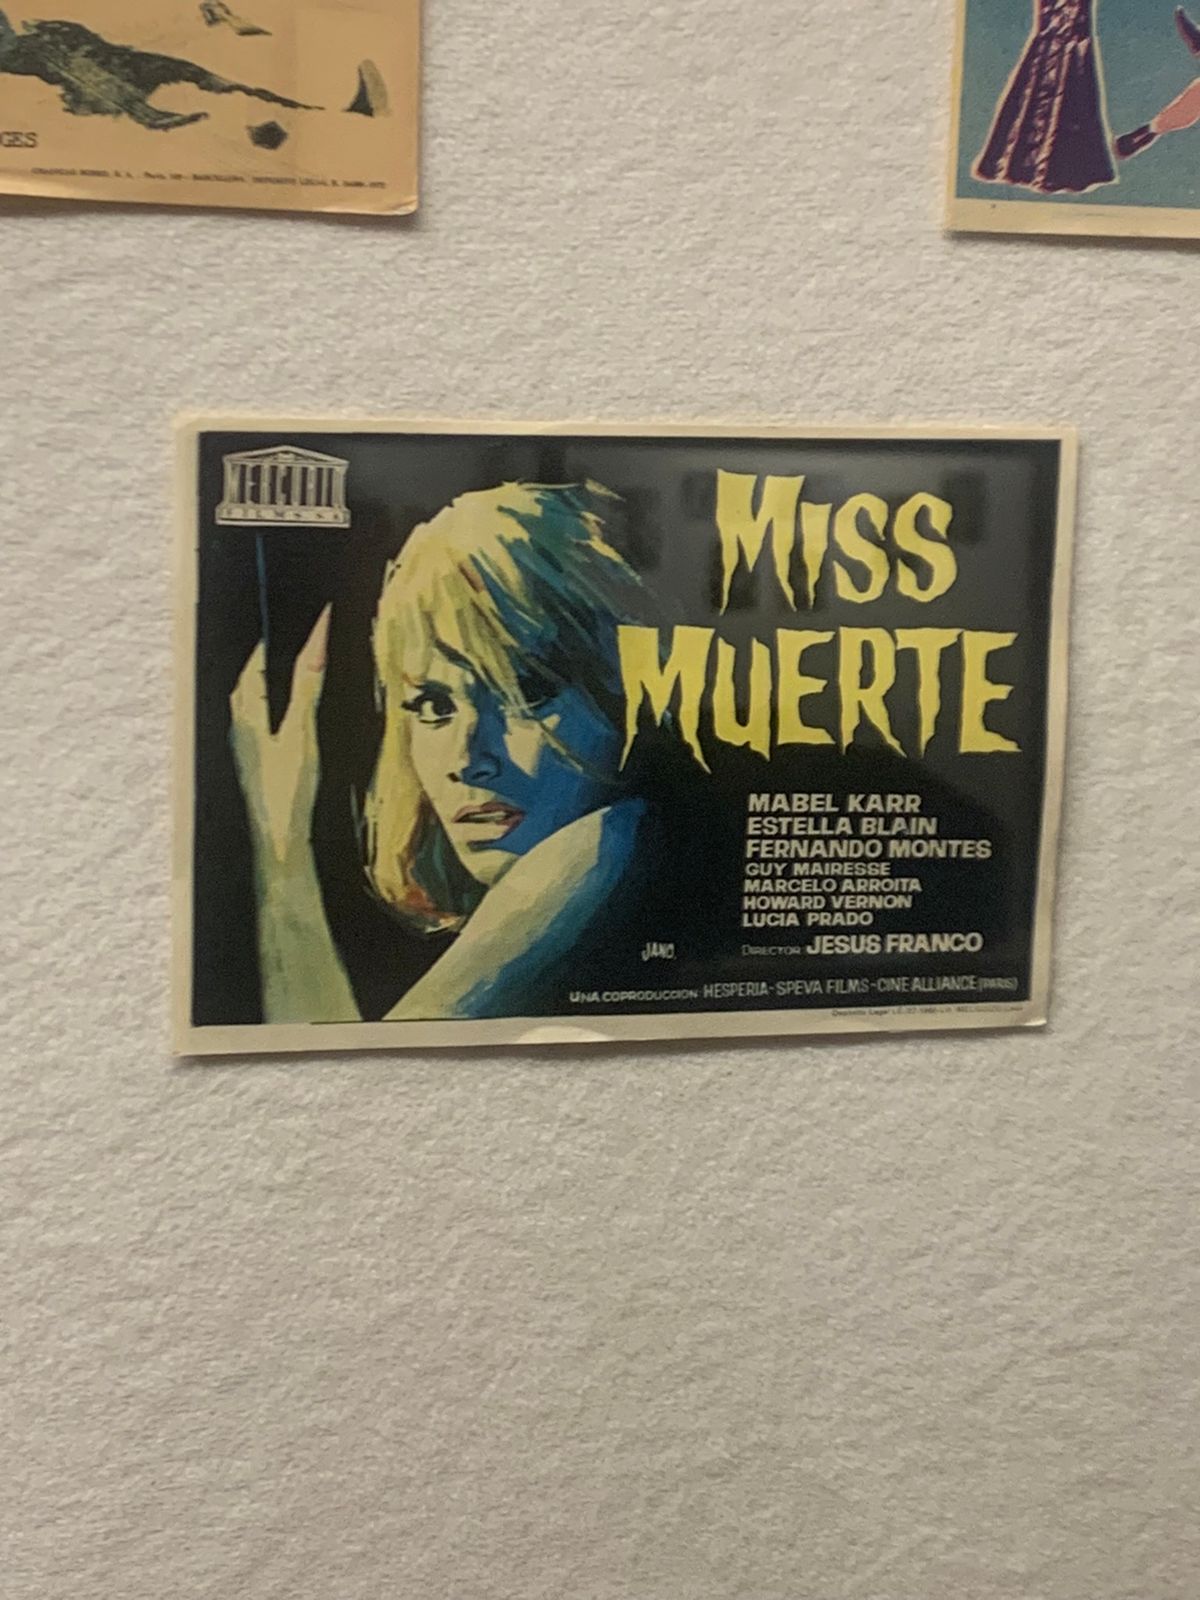 GES
MERCURIO
FILMS S.A.
MISS
MUERTE
MABEL KARR
ESTELLA BLAIN
FERNANDO MONTES
GUY MAIRESSE
MARCELO ARROITA
HOWARD VERNON
LUCIA PRADO
DIRECTOR JESUS FRANCO
JANO.
UNA COPRODUCCION HESPERIA-SPEVA FILMS-CINE ALLIANCE (PARIS)